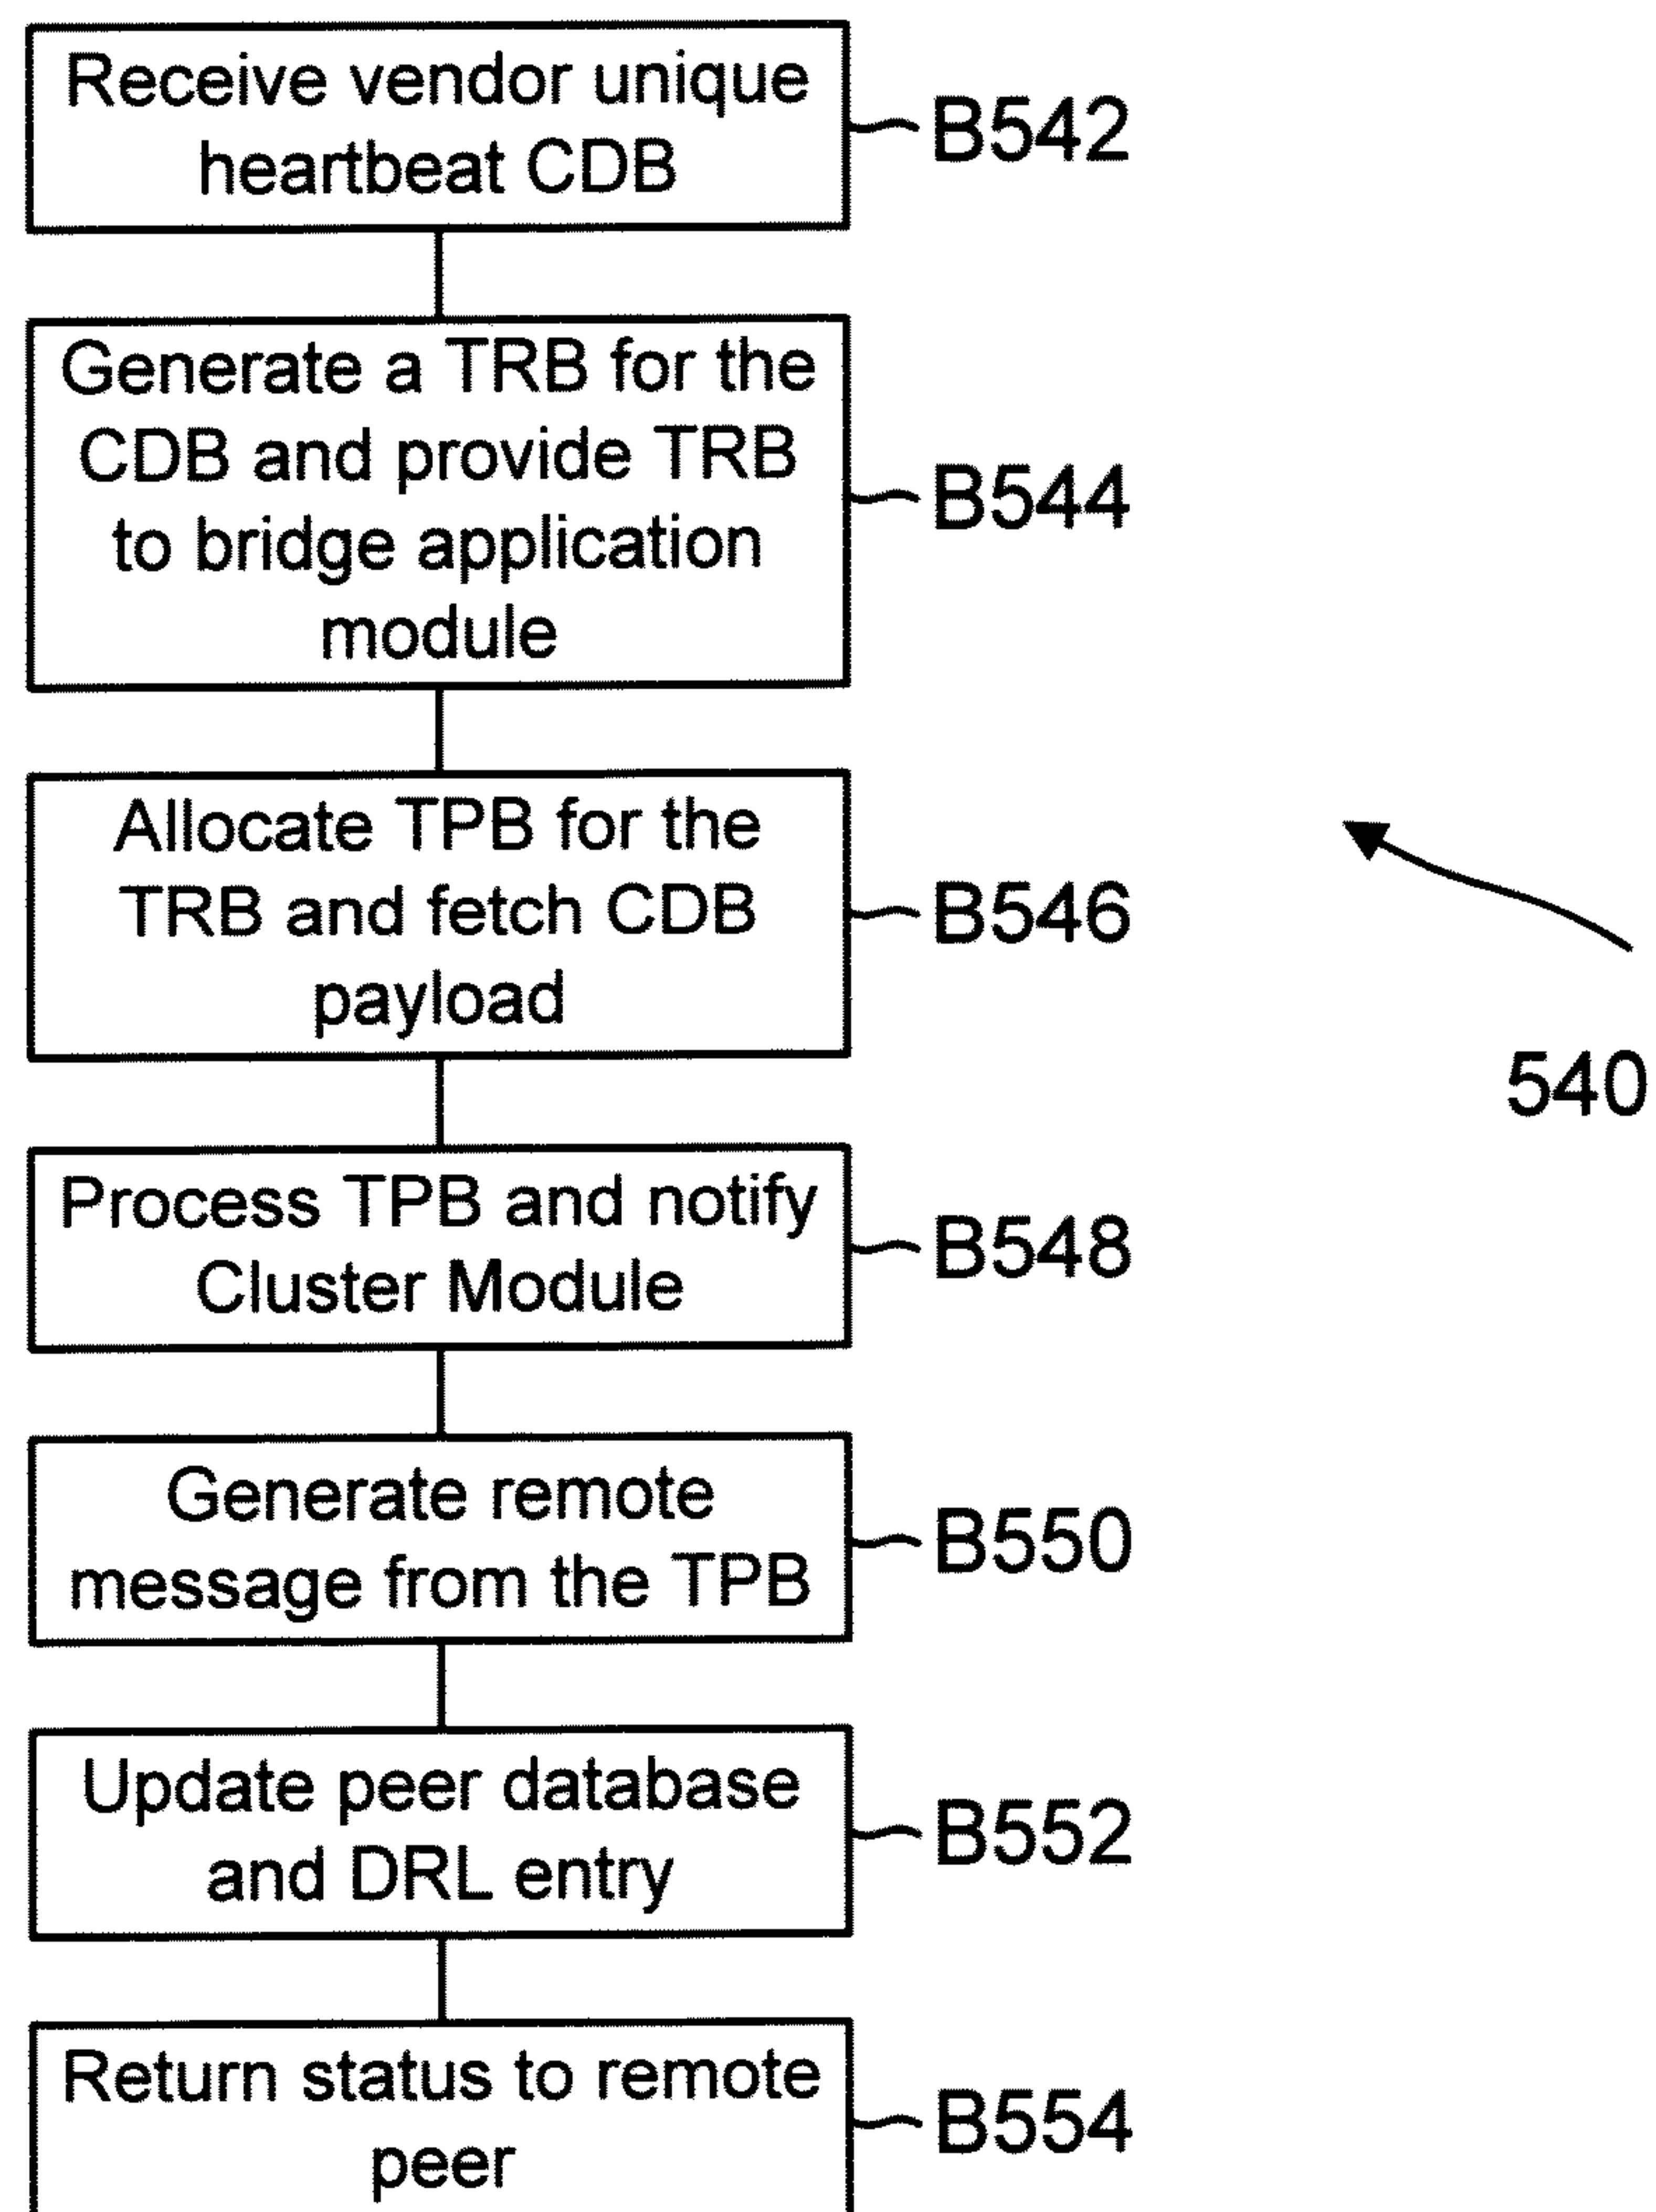 Receive vendor unique
heartbeat CDB
B542
Generate a TRB for the
CDB and provide TRB
to bridge application
module
B544
Allocate TPB for the
TRB and fetch CDB
payload
B546
540
Process TPB and notify
Cluster Module
B548
Generate remote
message from the TPB
B550
Update peer database
and DRL entry
B552
Return status to remote
peer
B554